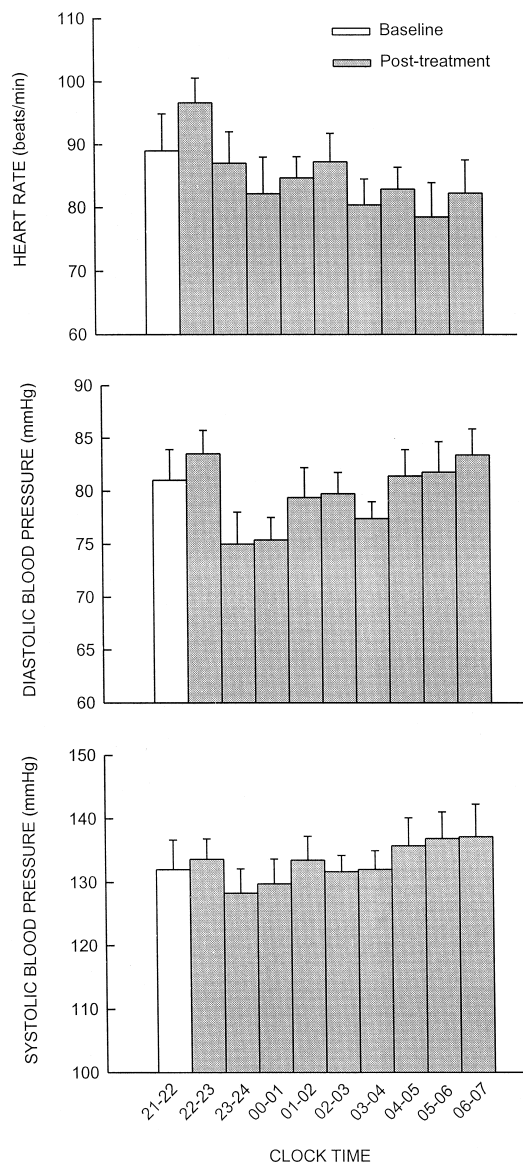 HEART RATE (beats/min)
110
100
90
80
70
60
Baseline
Post-treatment
DIASTOLIC BLOOD PRESSURE (mmHg)
90
85
80
75
70
65
60
SYSTOLIC BLOOD PRESSURE (mmHg)
150
140
130
120
110
100
21-22 22-23 23-24 00-01 01-02 02-03 03-04 04-05 05-06 06-07
CLOCK TIME